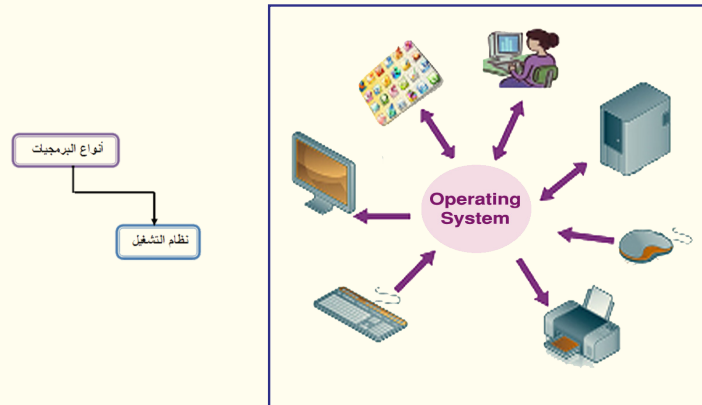 أنواع البرمجيات
نظام التشغيل
Operating
System